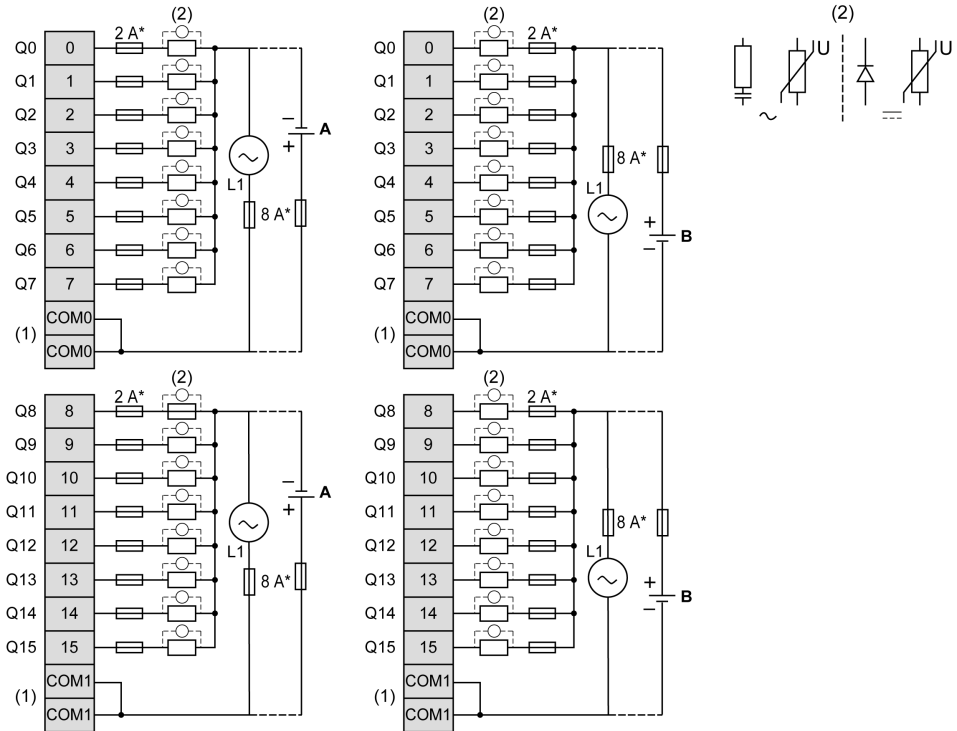 (2)
Q0 0 2 A*
Q1 1
Q2 2
Q3 3
Q4 4
Q5 5
Q6 6
Q7 7
COM0
(1)
COM0
L1
8 A*
−
+
A
(2)
Q0 0 2 A*
Q1 1
Q2 2
Q3 3
Q4 4
Q5 5
Q6 6
Q7 7
COM0
(1)
COM0
8 A*
L1
+
−
B
(2)
U
U
(2)
Q8 8 2 A*
Q9 9
Q10 10
Q11 11
Q12 12
Q13 13
Q14 14
Q15 15
COM1
(1)
COM1
L1
8 A*
−
+
A
(2)
Q8 8 2 A*
Q9 9
Q10 10
Q11 11
Q12 12
Q13 13
Q14 14
Q15 15
COM1
(1)
COM1
8 A*
L1
+
−
B